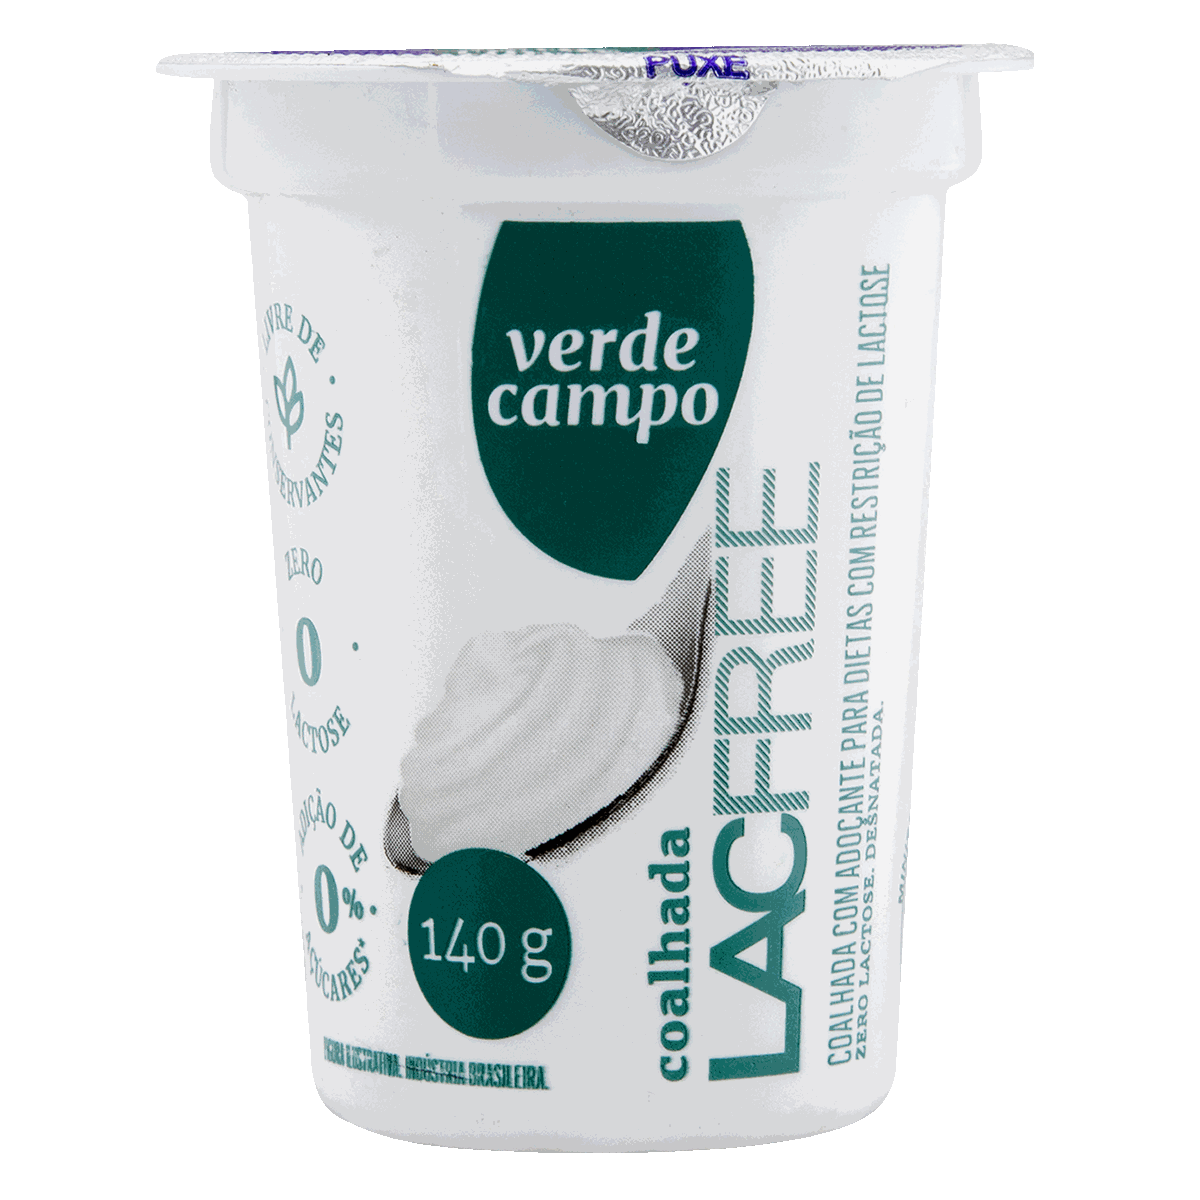 PUXE
verde
campo
LIVRE DE
CONSERVANTES
ZERO
0
LACTOSE
ADIÇÃO DE
0%
AÇÚCARES*
140 g
coalhada
LACFREE
COALHADA COM ADOÇANTE PARA DIETAS COM RESTRIÇÃO DE LACTOSE
ZERO LACTOSE. DESNATADA.
FIGURA ILUSTRATIVA. INDÚSTRIA BRASILEIRA.